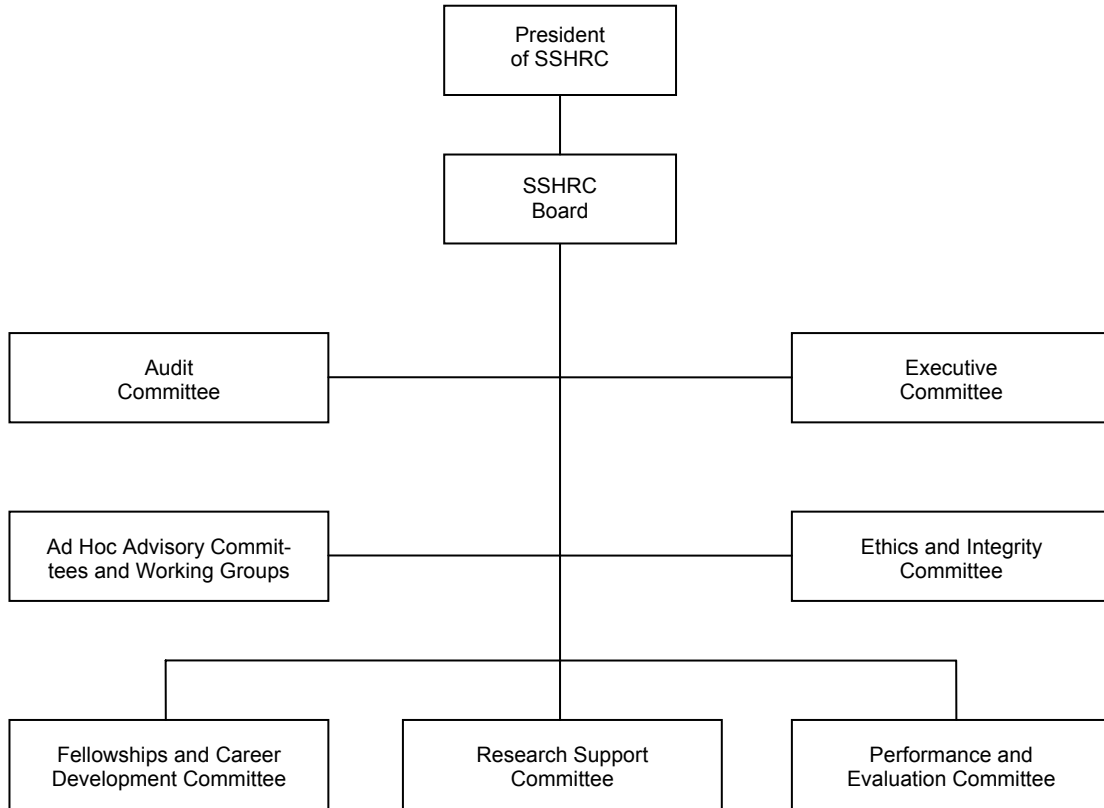 President
of SSHRC
SSHRC
Board
Audit
Committee
Executive
Committee
Ad Hoc Advisory Commit-
tees and Working Groups
Ethics and Integrity
Committee
Fellowships and Career
Development Committee
Research Support
Committee
Performance and
Evaluation Committee